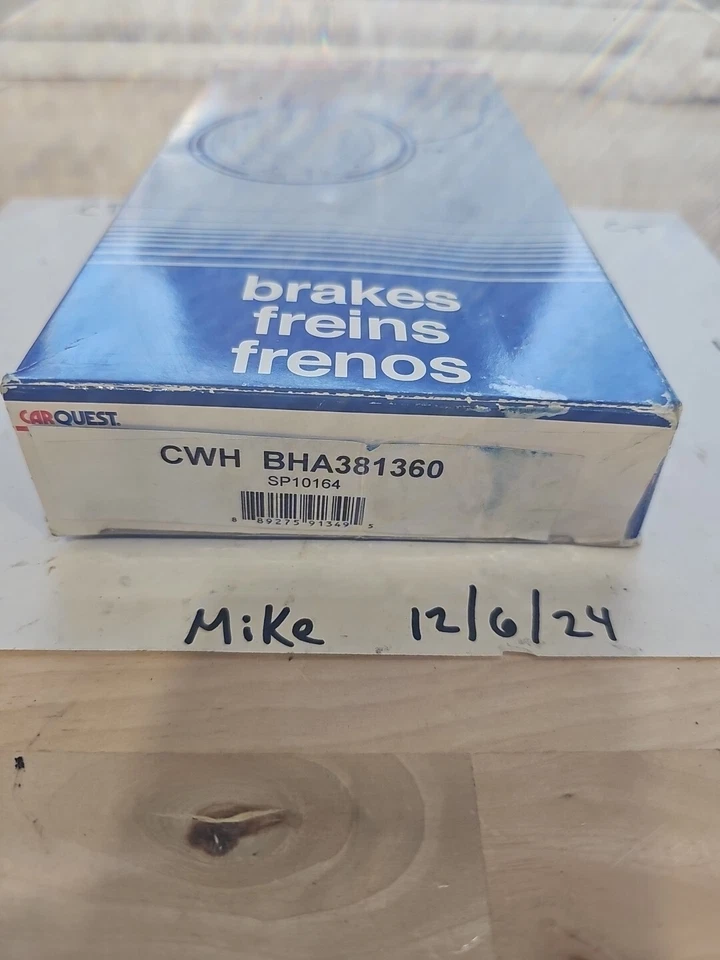 brakes
freins
frenos
CARQUEST
CWH BHA381360
SP10164
8 89275 91349 5
Mike 12/6/24